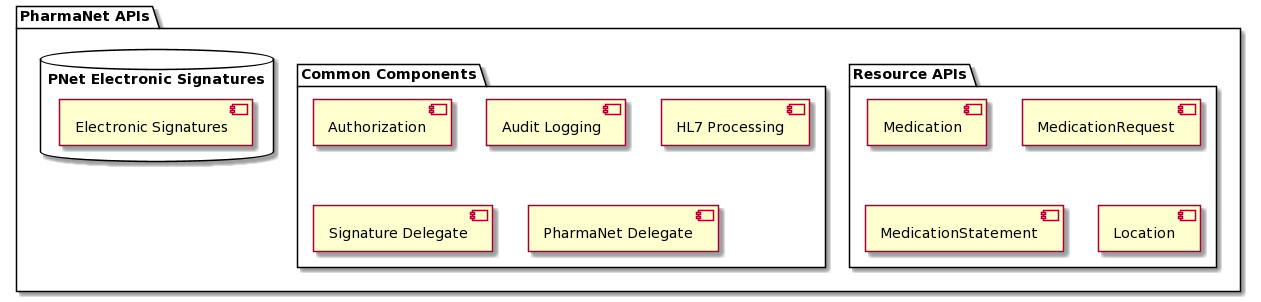 PharmaNet APIs
PNet Electronic Signatures
Electronic Signatures
Common Components
Authorization
Audit Logging
HL7 Processing
Signature Delegate
PharmaNet Delegate
Resource APIs
Medication
MedicationRequest
MedicationStatement
Location